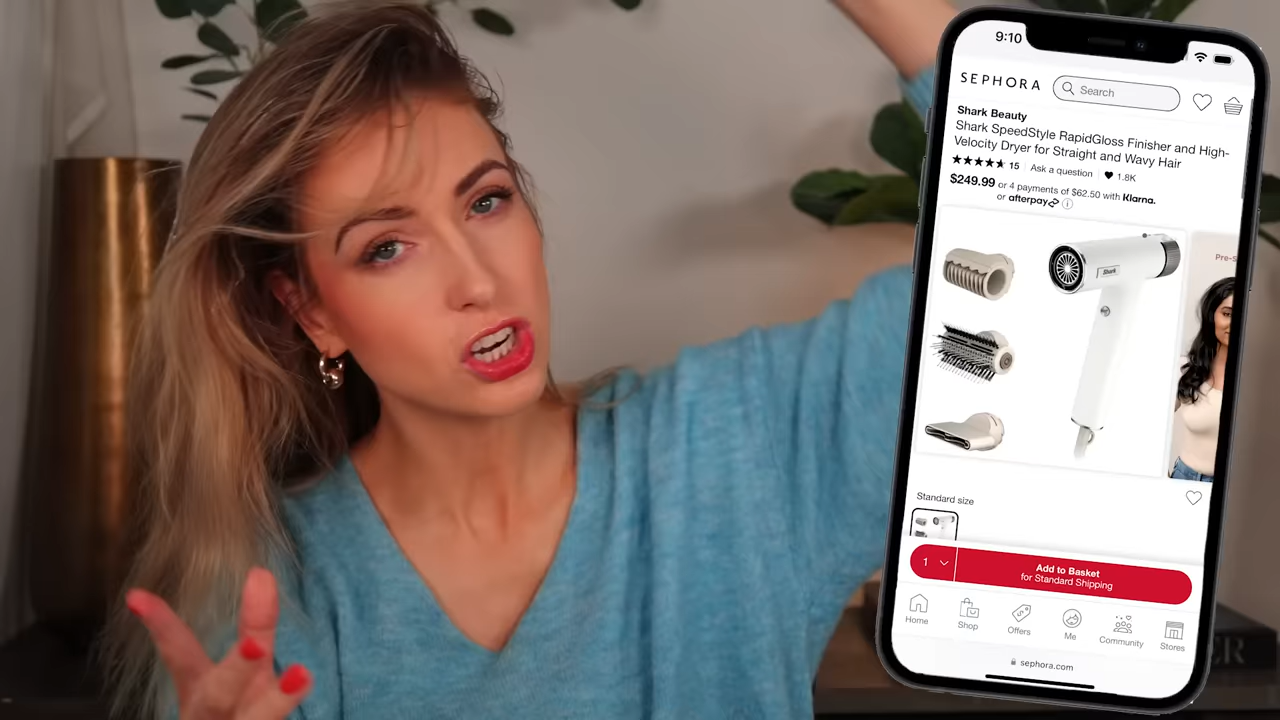 9:10
SEPHORA
Search
Shark Beauty
Shark SpeedStyle RapidGloss Finisher and High-
Velocity Dryer for Straight and Wavy Hair
15 Ask a question 1.8K
$249.99 or 4 payments of $62.50 with Klarna.
or afterpay
Shark
Pre-s
Standard size
1
Add to Basket
for Standard Shipping
Home
Shop
Offers
Me
Community
Stores
sephora.com